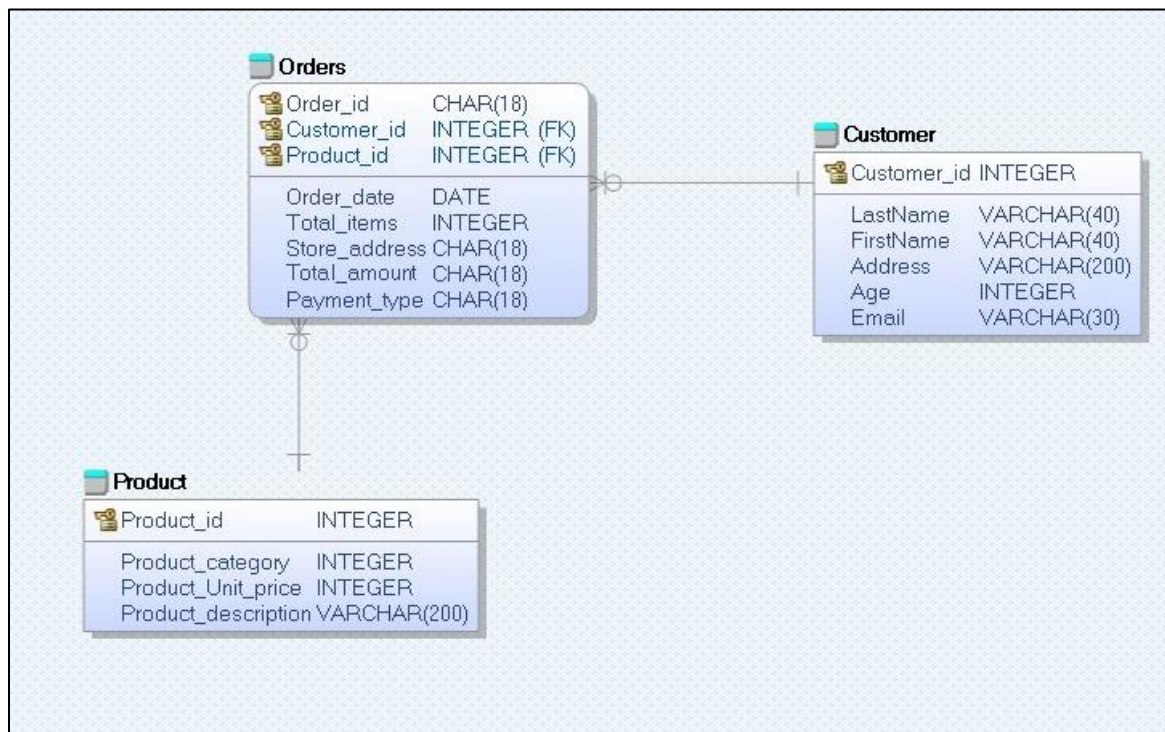 Orders
Order_id CHAR(18)
Customer_id INTEGER (FK)
Product_id INTEGER (FK)
Order_date DATE
Total_items INTEGER
Store_address CHAR(18)
Total_amount CHAR(18)
Payment_type CHAR(18)
Customer
Customer_id INTEGER
LastName VARCHAR(40)
FirstName VARCHAR(40)
Address VARCHAR(200)
Age INTEGER
Email VARCHAR(30)
Product
Product_id INTEGER
Product_category INTEGER
Product_Unit_price INTEGER
Product_description VARCHAR(200)